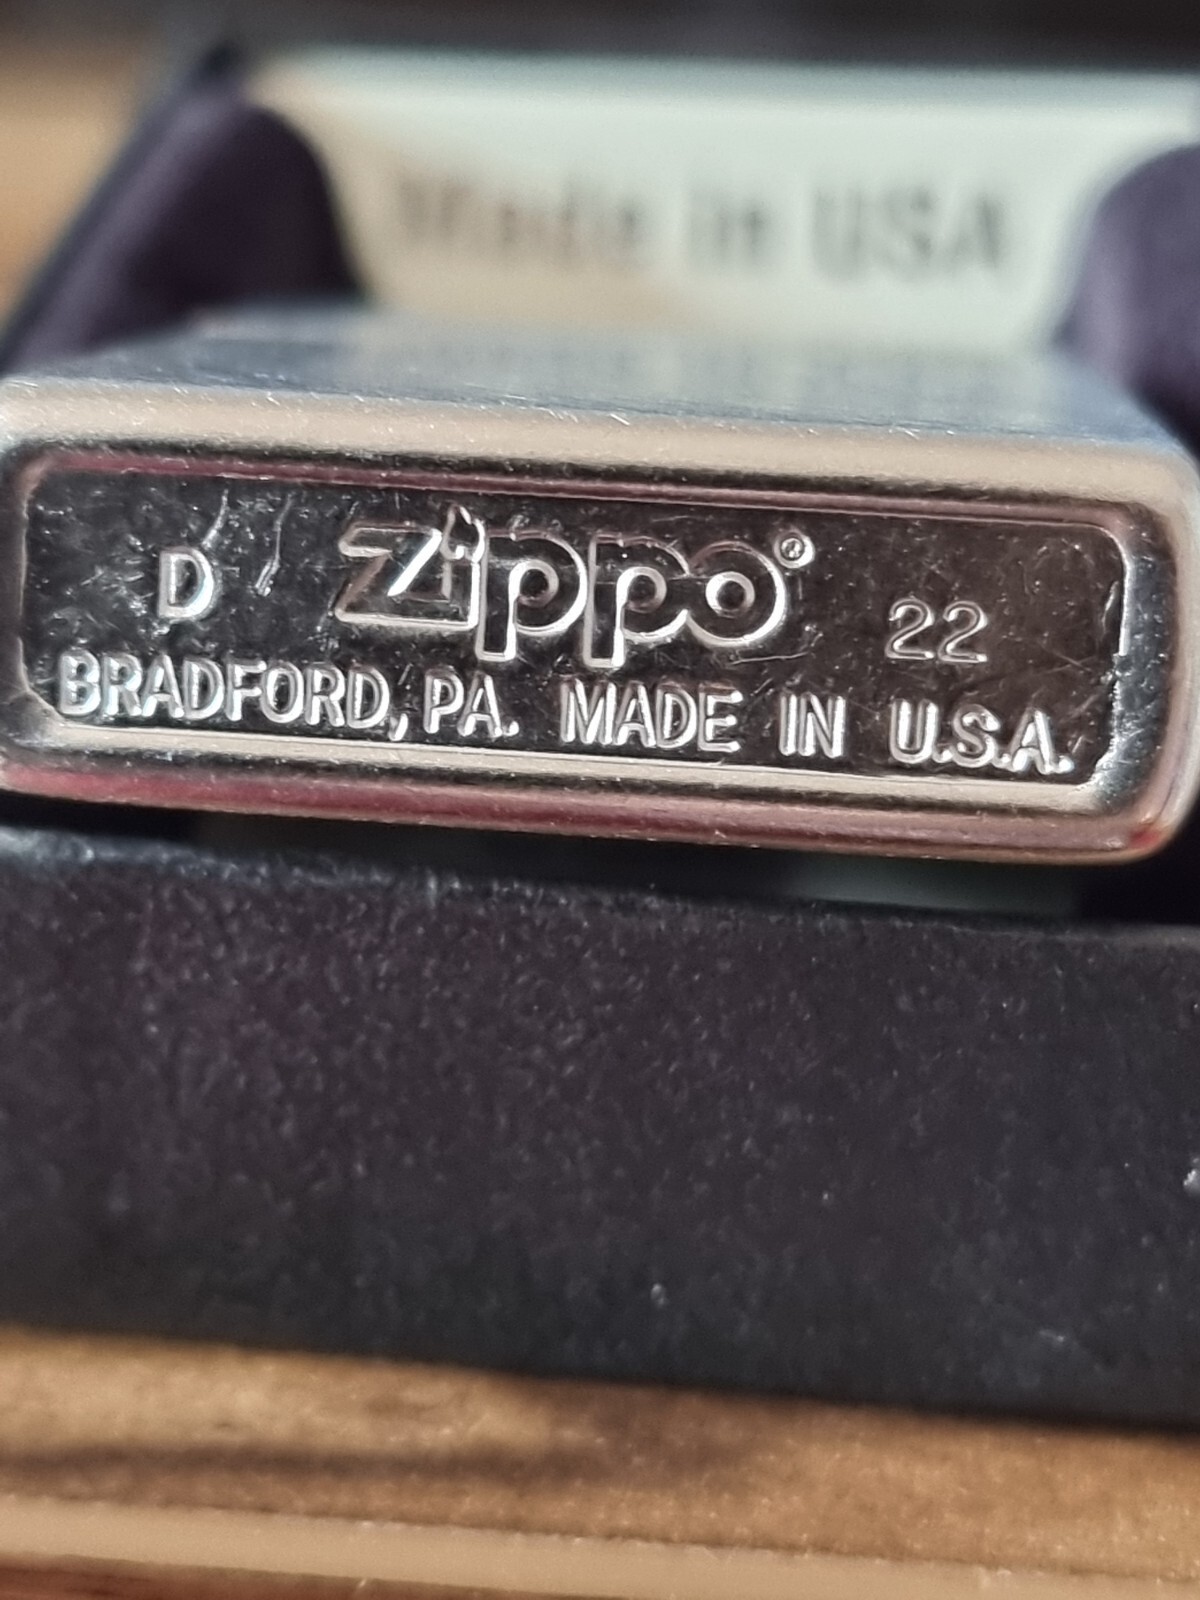 Made in USA
D Zippo® 22
BRADFORD, PA. MADE IN U.S.A.